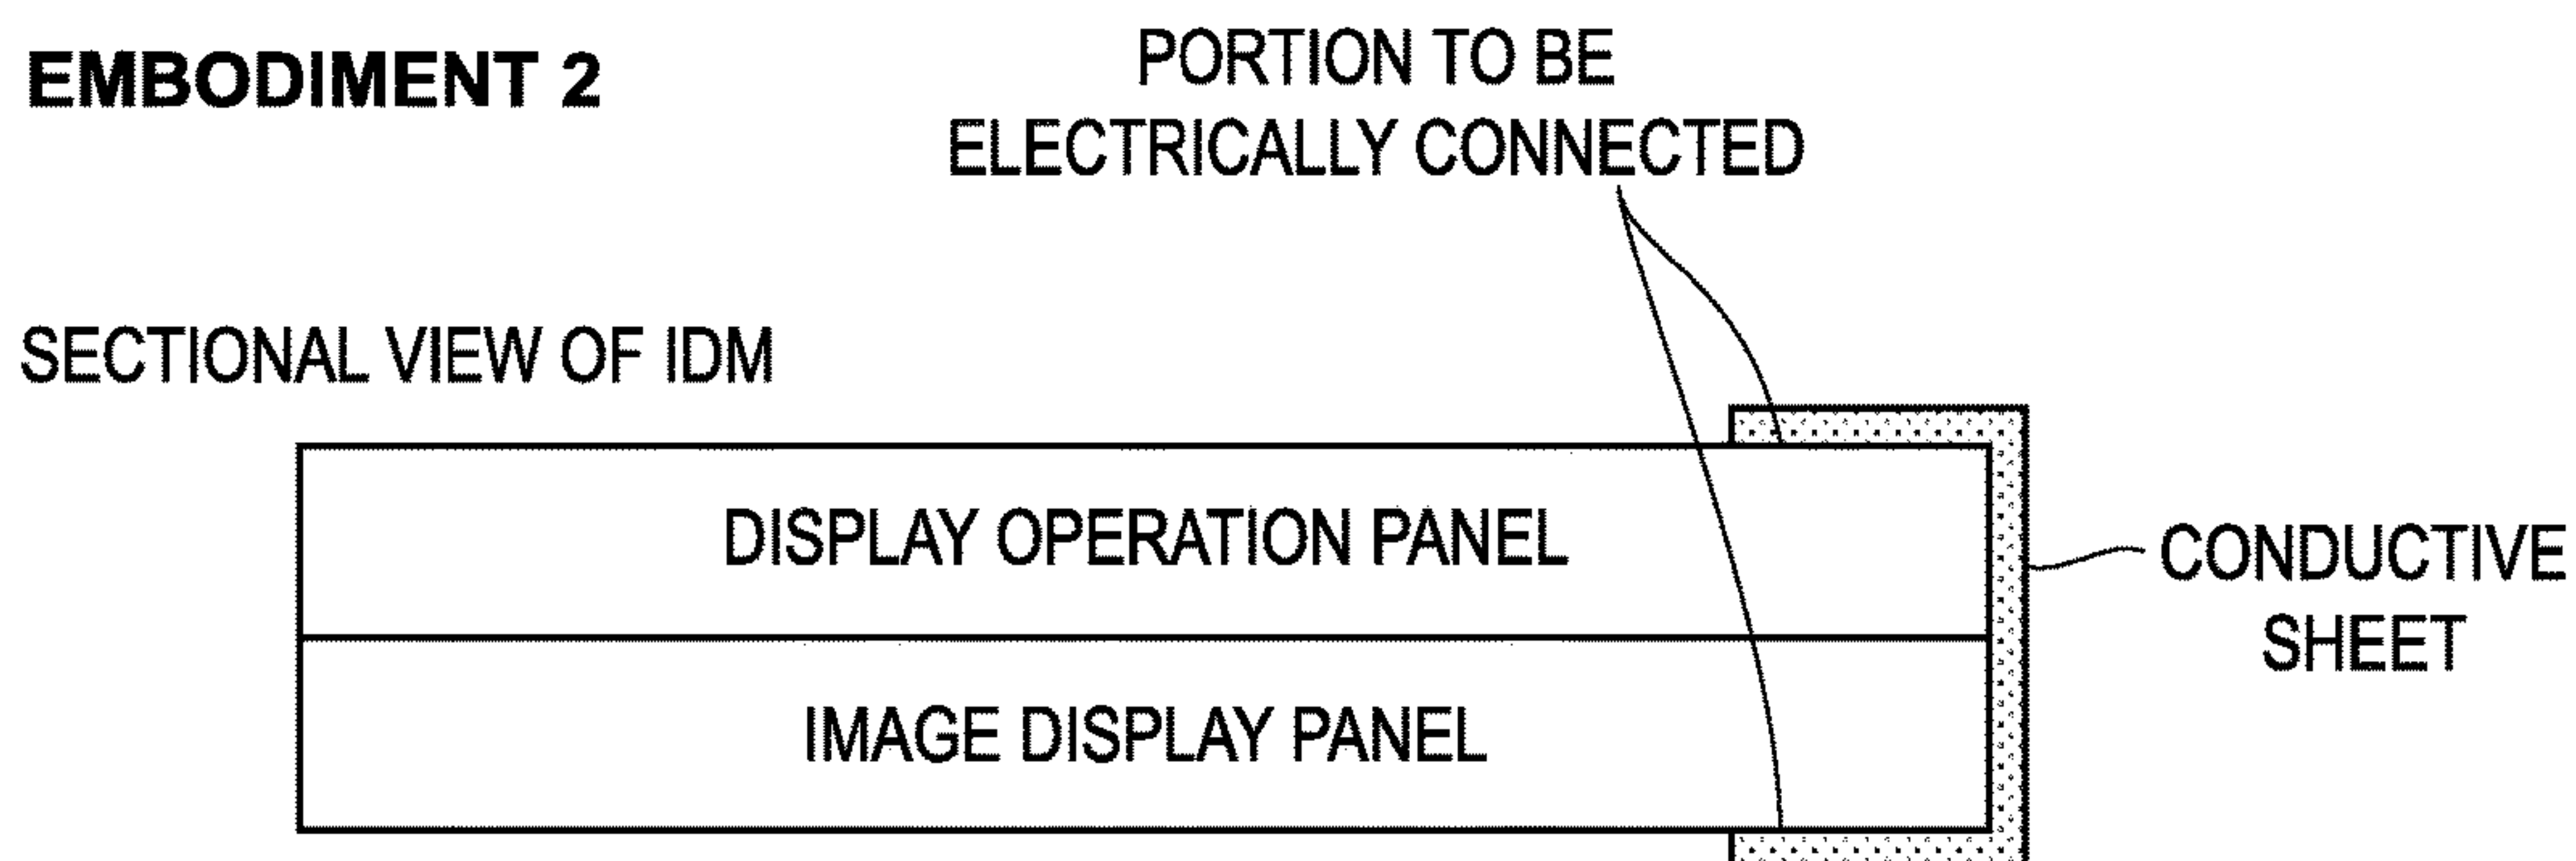 EMBODIMENT 2
PORTION TO BE
ELECTRICALLY CONNECTED
SECTIONAL VIEW OF IDM
DISPLAY OPERATION PANEL
CONDUCTIVE
SHEET
IMAGE DISPLAY PANEL